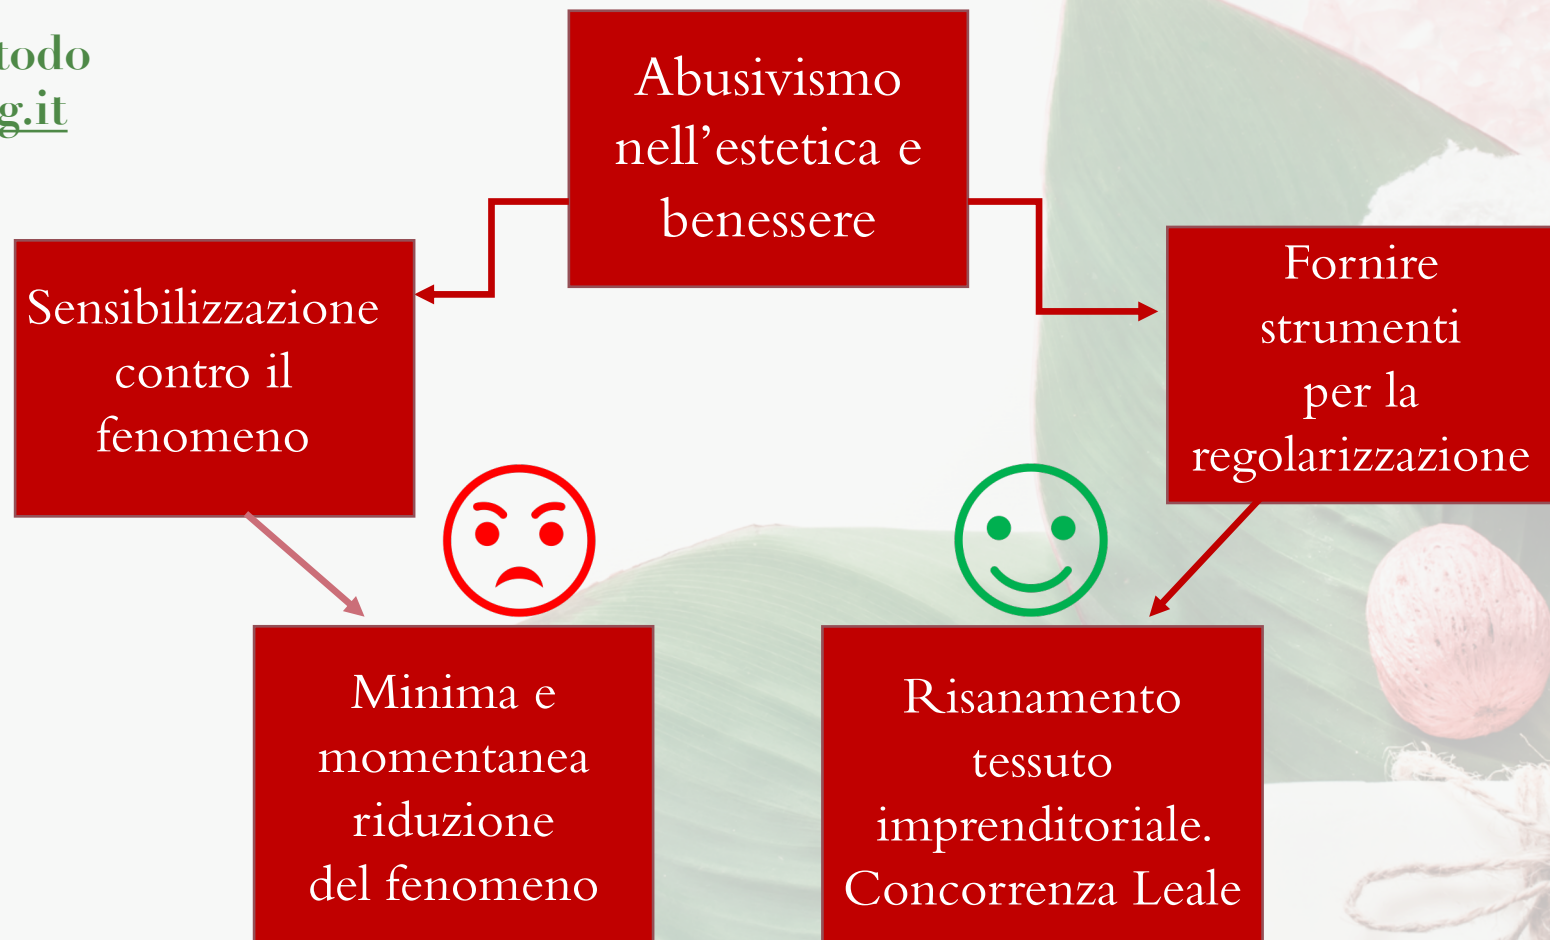 todo
g.it
Abusivismo
nell’estetica e
benessere
Sensibilizzazione
contro il
fenomeno
Fornire
strumenti
per la
regolarizzazione
Minima e
momentanea
riduzione
del fenomeno
Risanamento
tessuto
imprenditoriale.
Concorrenza Leale